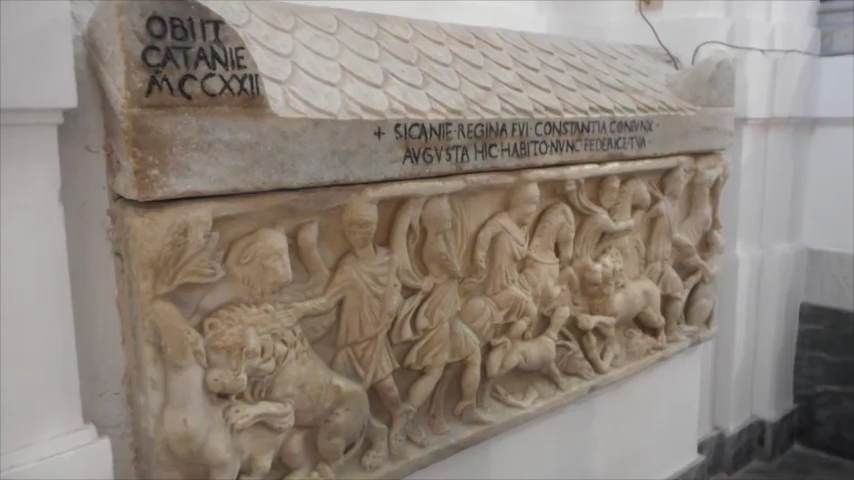 OBIIT
CATANIE
MCCXXII
+ SICANIE·REGINA FVI·CONSTANTIA CONIVNX·
AVGVSTA HIC·HABITO·NVNC·FEDERICE·TVA·